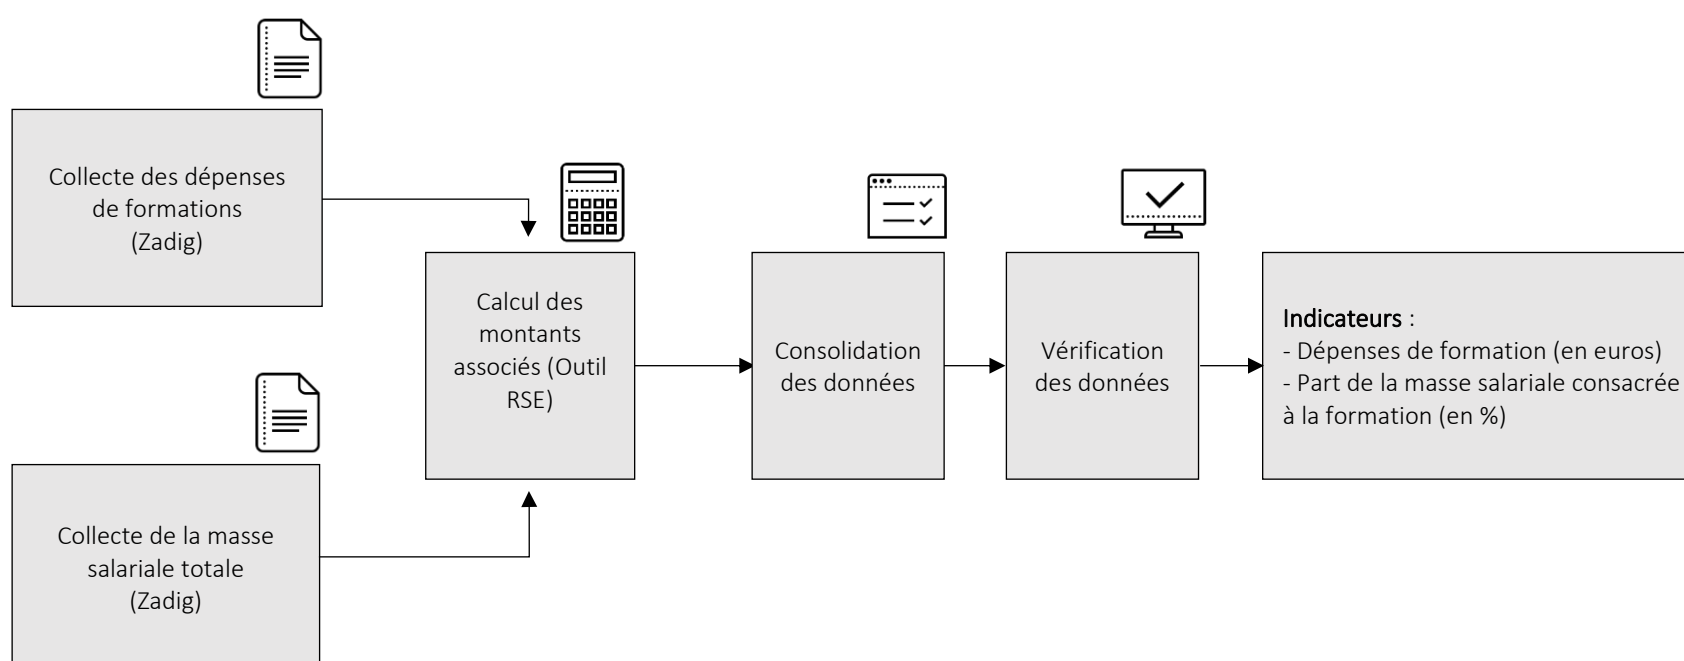 Collecte des dépenses
de formations
(Zadig)
Collecte de la masse
salariale totale
(Zadig)
Calcul des
montants
associés (Outil
RSE)
Consolidation
des données
Vérification
des données
Indicateurs :
- Dépenses de formation (en euros)
- Part de la masse salariale consacrée
à la formation (en %)